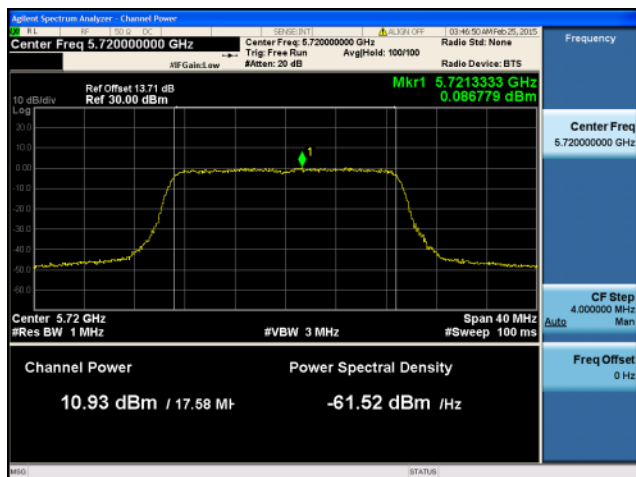 Agilent Spectrum Analyzer - Channel Power
RL RF 50 Ω DC SENSE:INT ALIGN OFF 03:46:50 AM Feb 25, 2015
Center Freq 5.720000000 GHz
Center Freq: 5.720000000 GHz
Radio Std: None
Trig: Free Run Avg|Hold: 100/100
#IFGain:Low #Atten: 20 dB Radio Device: BTS
Mkr1 5.7213333 GHz
0.086779 dBm
Ref Offset 13.71 dB
10 dB/div Ref 30.00 dBm
Log
20.0
10.0
0.00
-10.0
-20.0
-30.0
-40.0
-50.0
-60.0
1
Center 5.72 GHz Span 40 MHz
#Res BW 1 MHz #VBW 3 MHz #Sweep 100 ms
Channel Power Power Spectral Density
10.93 dBm / 17.58 MH -61.52 dBm /Hz
MSG STATUS
Frequency
Center Freq
5.720000000 GHz
CF Step
4.000000 MHz
Auto Man
Freq Offset
0 Hz